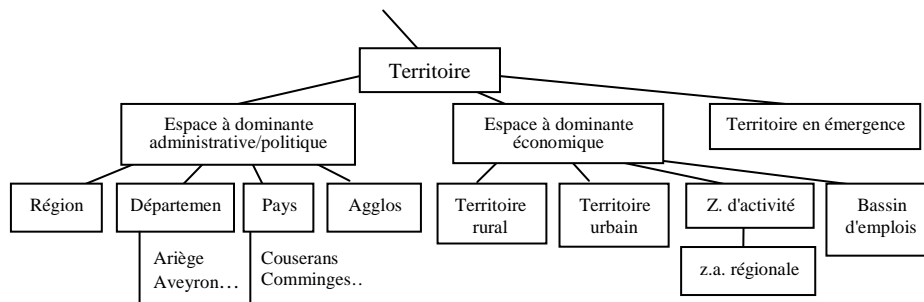 Territoire
Espace à dominante
administrative/politique
Espace à dominante
économique
Territoire en émergence
Région
Départemen
Pays
Agglos
Territoire
rural
Territoire
urbain
Z. d'activité
Bassin
d'emplois
Ariège
Aveyron…
Couserans
Comminges..
z.a. régionale